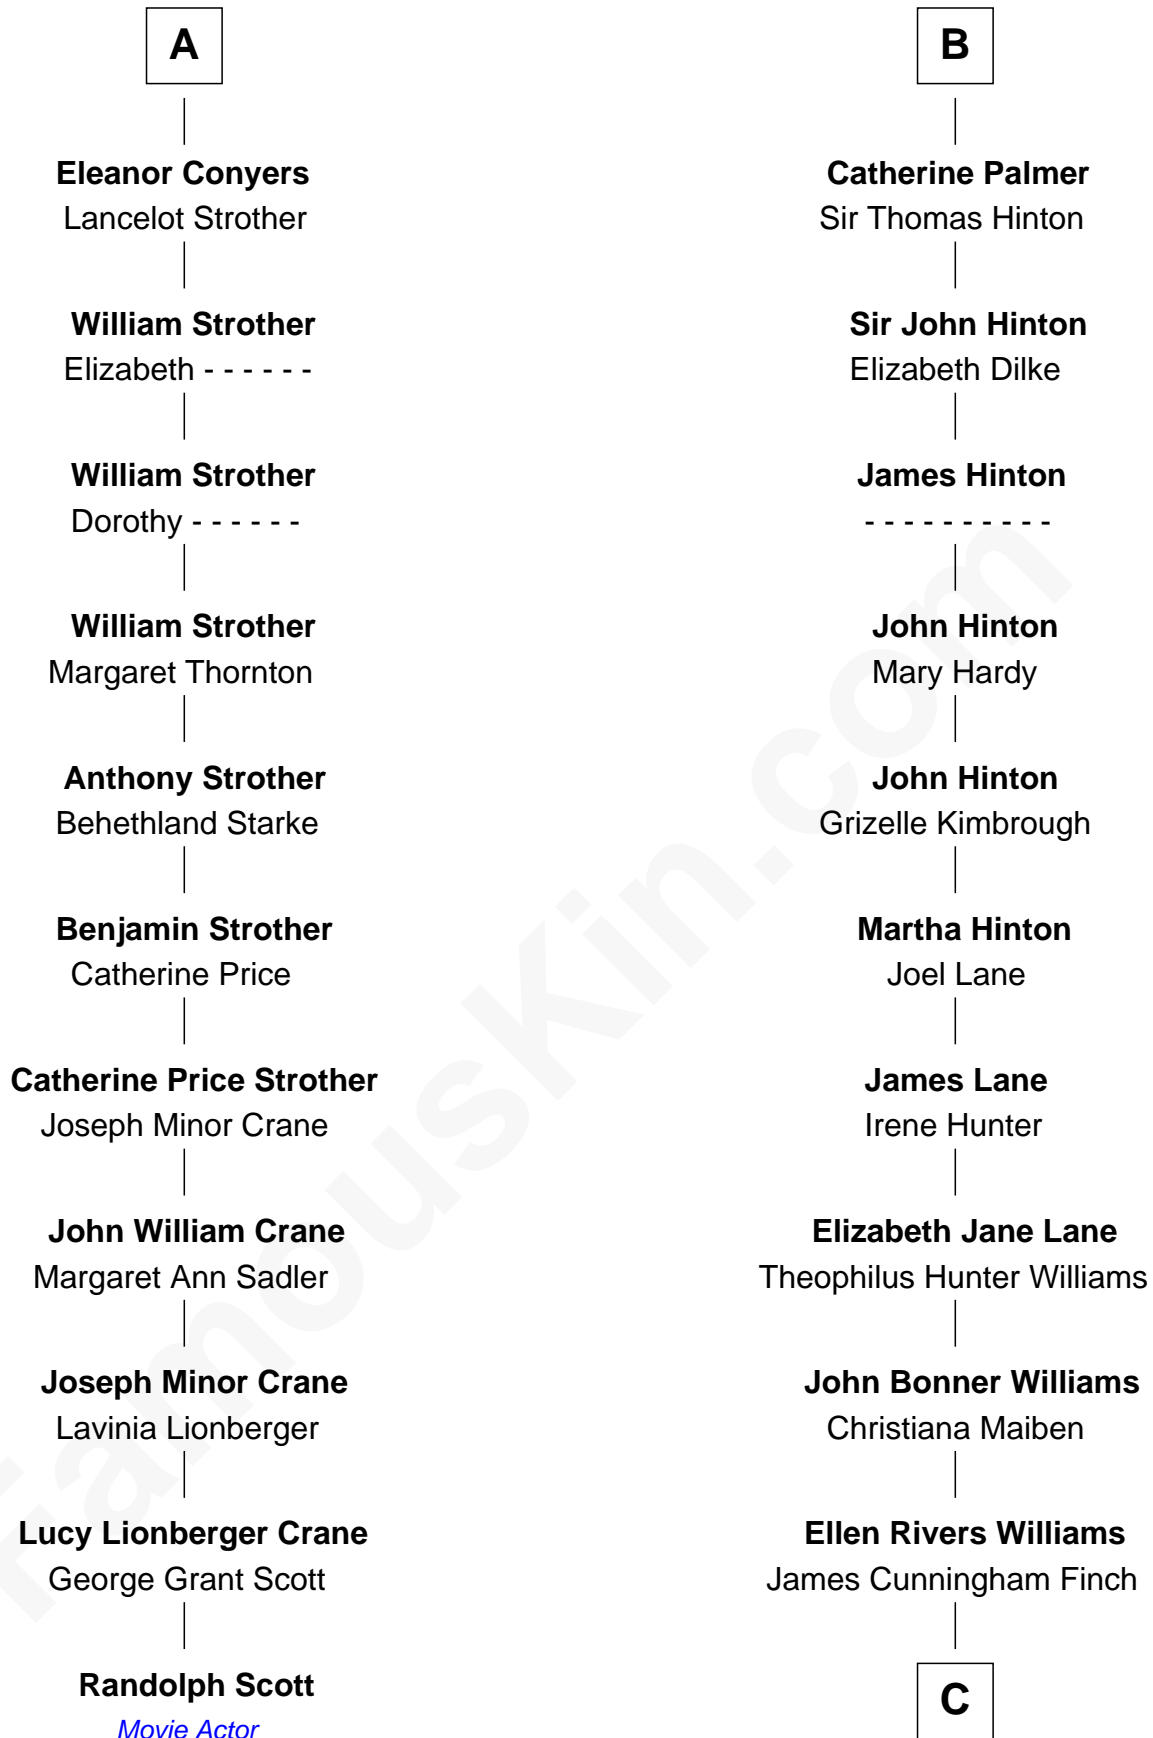 A
Eleanor Conyers
Lancelot Strother
William Strother
Elizabeth - - - - - -
William Strother
Dorothy - - - - - -
William Strother
Margaret Thornton
Anthony Strother
Behethland Starke
Benjamin Strother
Catherine Price
Catherine Price Strother
Joseph Minor Crane
John William Crane
Margaret Ann Sadler
Joseph Minor Crane
Lavinia Lionberger
Lucy Lionberger Crane
George Grant Scott
Randolph Scott
Movie Actor
B
Catherine Palmer
Sir Thomas Hinton
Sir John Hinton
Elizabeth Dilke
James Hinton
- - - - - - - - - -
John Hinton
Mary Hardy
John Hinton
Grizelle Kimbrough
Martha Hinton
Joel Lane
James Lane
Irene Hunter
Elizabeth Jane Lane
Theophilus Hunter Williams
John Bonner Williams
Christiana Maiben
Ellen Rivers Williams
James Cunningham Finch
C
FamousKin.com